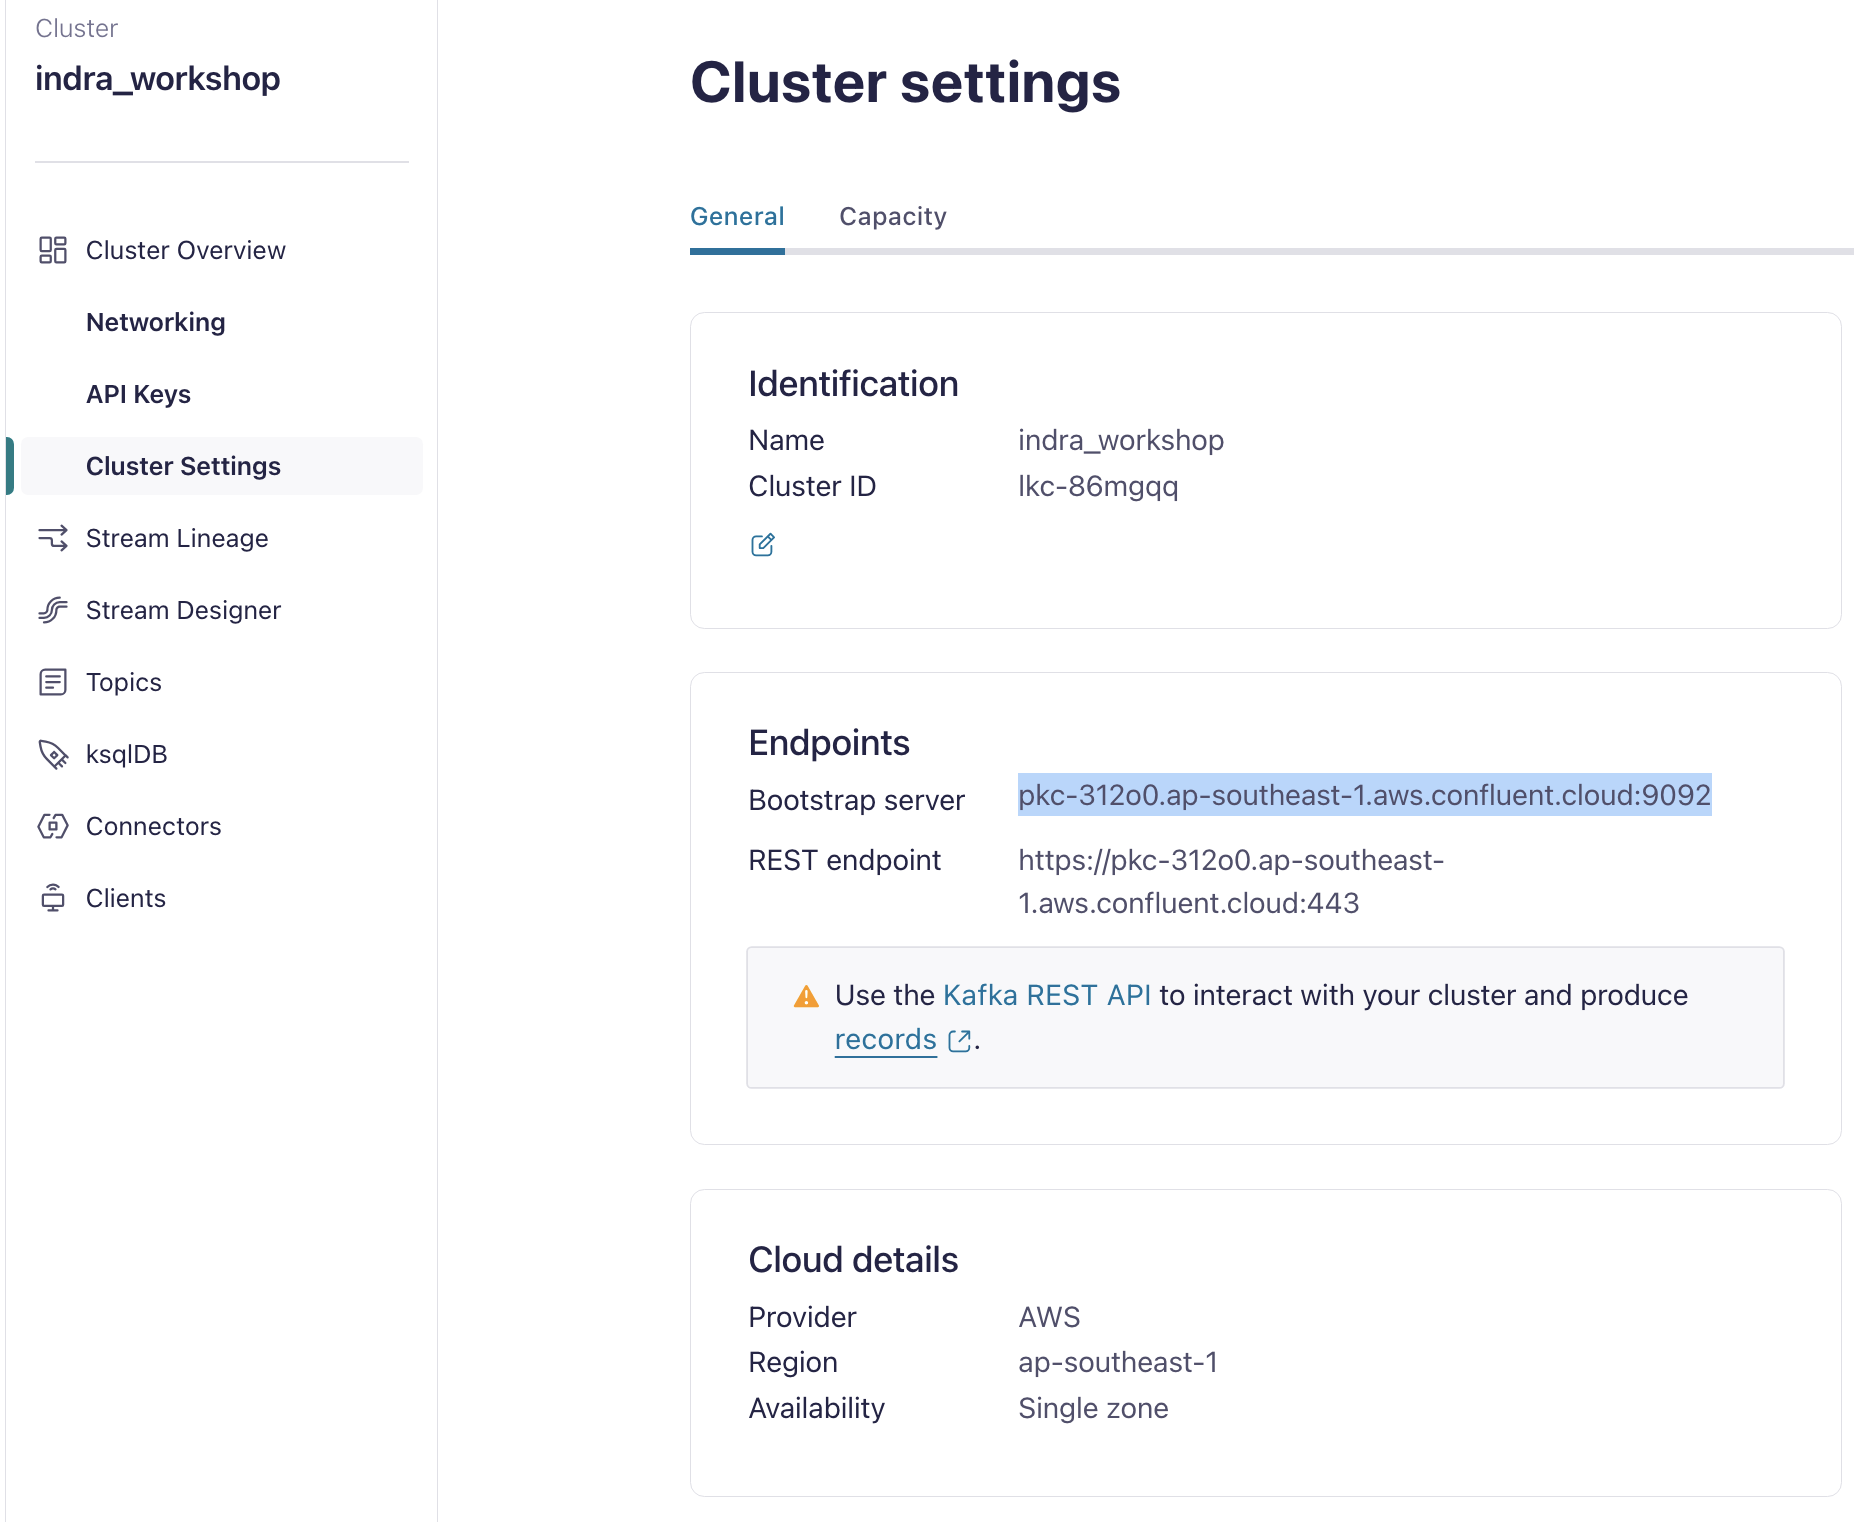 Cluster
indra_workshop
Cluster Overview
Networking
API Keys
Cluster Settings
Stream Lineage
Stream Designer
Topics
ksqlDB
Connectors
Clients
Cluster settings
General Capacity
Identification
Name indra_workshop
Cluster ID lkc-86mgqq
Endpoints
Bootstrap server pkc-312o0.ap-southeast-1.aws.confluent.cloud:9092
REST endpoint https://pkc-312o0.ap-southeast-
1.aws.confluent.cloud:443
Use the Kafka REST API to interact with your cluster and produce
records .
Cloud details
Provider AWS
Region ap-southeast-1
Availability Single zone